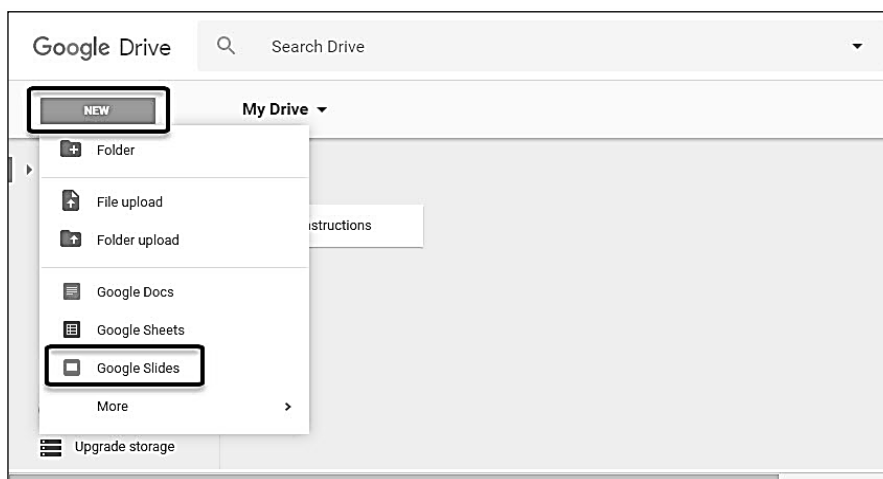 Google Drive
Search Drive
NEW
My Drive
Folder
File upload
nstructions
Folder upload
Google Docs
Google Sheets
Google Slides
More
Upgrade storage